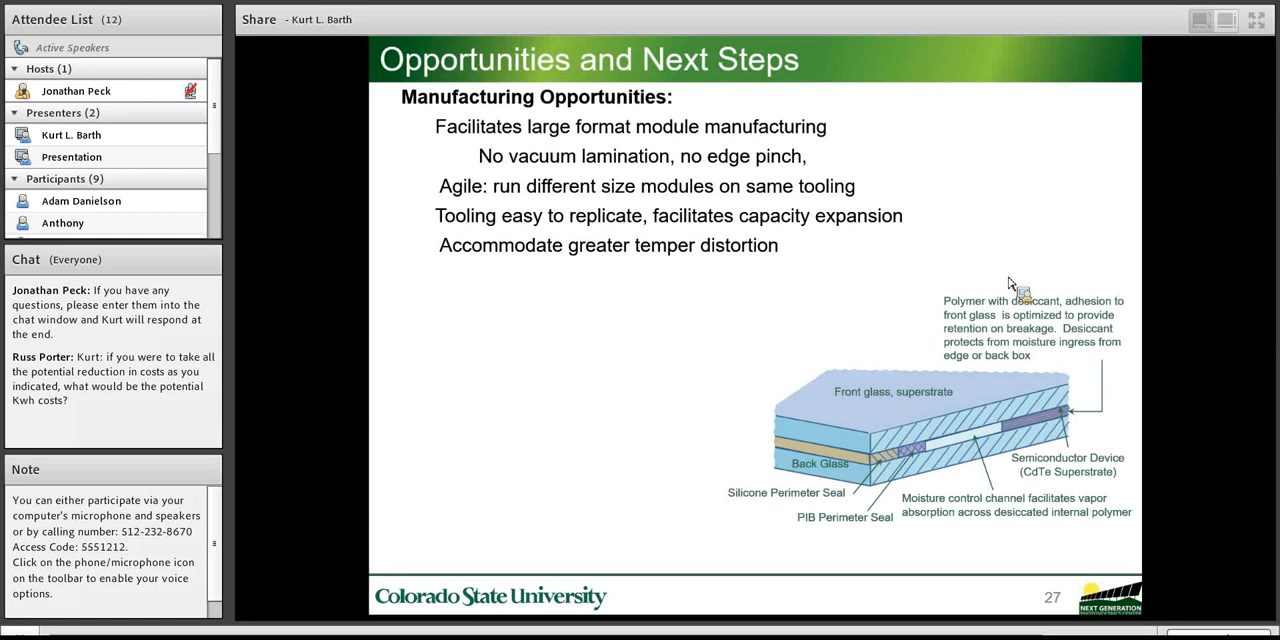 Attendee List (12)
Active Speakers
Hosts (1)
Jonathan Peck
Presenters (2)
Kurt L. Barth
Presentation
Participants (9)
Adam Danielson
Anthony
Chat (Everyone)
Jonathan Peck: If you have any
questions, please enter them into the
chat window and Kurt will respond at
the end.
Russ Porter: Kurt: if you were to take all
the potential reduction in costs as you
indicated, what would be the potential
Kwh costs?
Note
You can either participate via your
computer's microphone and speakers
or by calling number: 512-232-8670
Access Code: 5551212.
Click on the phone/microphone icon
on the toolbar to enable your voice
options.
Share - Kurt L. Barth
Opportunities and Next Steps
Manufacturing Opportunities:
Facilitates large format module manufacturing
No vacuum lamination, no edge pinch,
Agile: run different size modules on same tooling
Tooling easy to replicate, facilitates capacity expansion
Accommodate greater temper distortion
Polymer with desiccant, adhesion to
front glass is optimized to provide
retention on breakage. Desiccant
protects from moisture ingress from
edge or back box
Front glass, superstrate
Back Glass
Semiconductor Device
(CdTe Superstrate)
Silicone Perimeter Seal
Moisture control channel facilitates vapor
absorption across desiccated internal polymer
PIB Perimeter Seal
Colorado State University
27
NEXT GENERATION